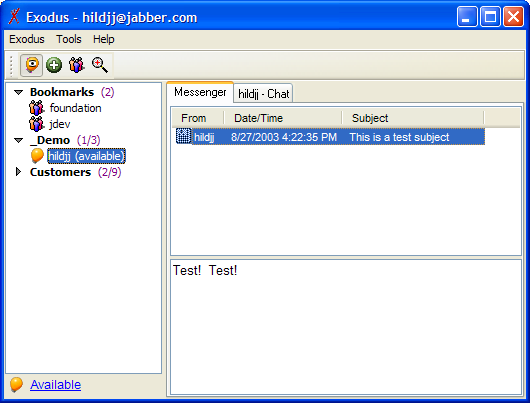 Exodus - hildjj@jabber.com
Exodus Tools Help
Bookmarks (2)
foundation
jdev
_Demo (1/3)
hildjj (available)
Customers (2/9)
Available
Messenger hildjj - Chat
From Date/Time Subject
hildjj 8/27/2003 4:22:35 PM This is a test subject
Test! Test!